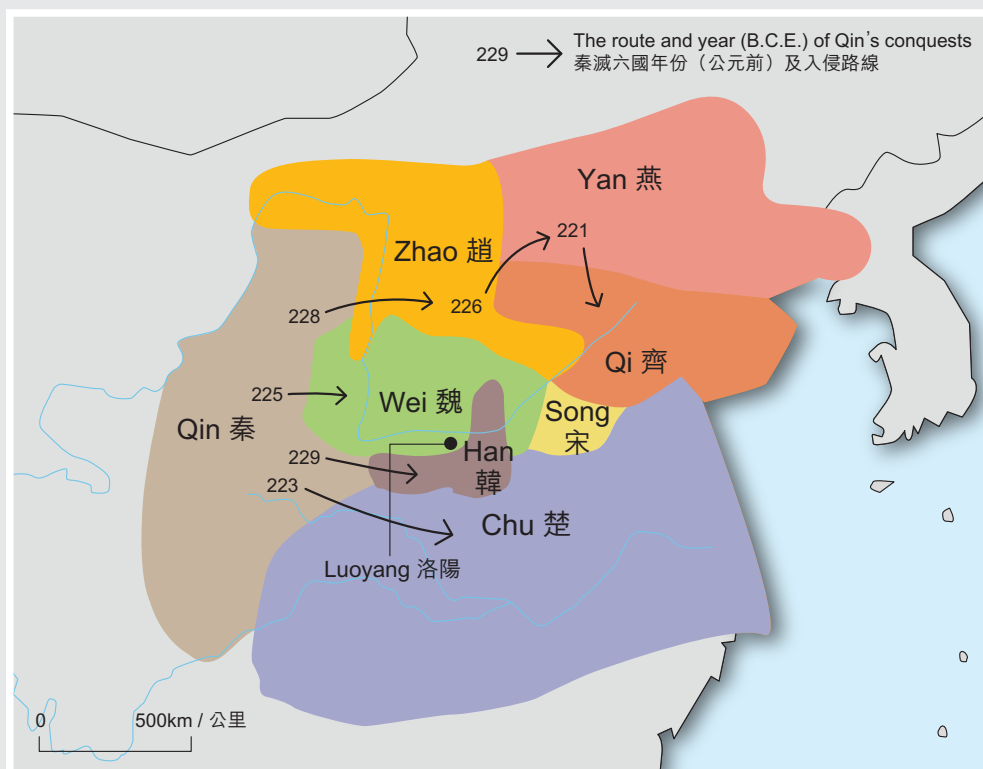 229
The route and year (B.C.E.) of Qin's conquests
秦滅六國年份（公元前）及入侵路線
Yan 燕
221
Zhao 趙
226
228
Qi 齊
225
Wei 魏
Song
宋
Qin 秦
Han
韓
229
223
Chu 楚
Luoyang 洛陽
0
500km / 公里